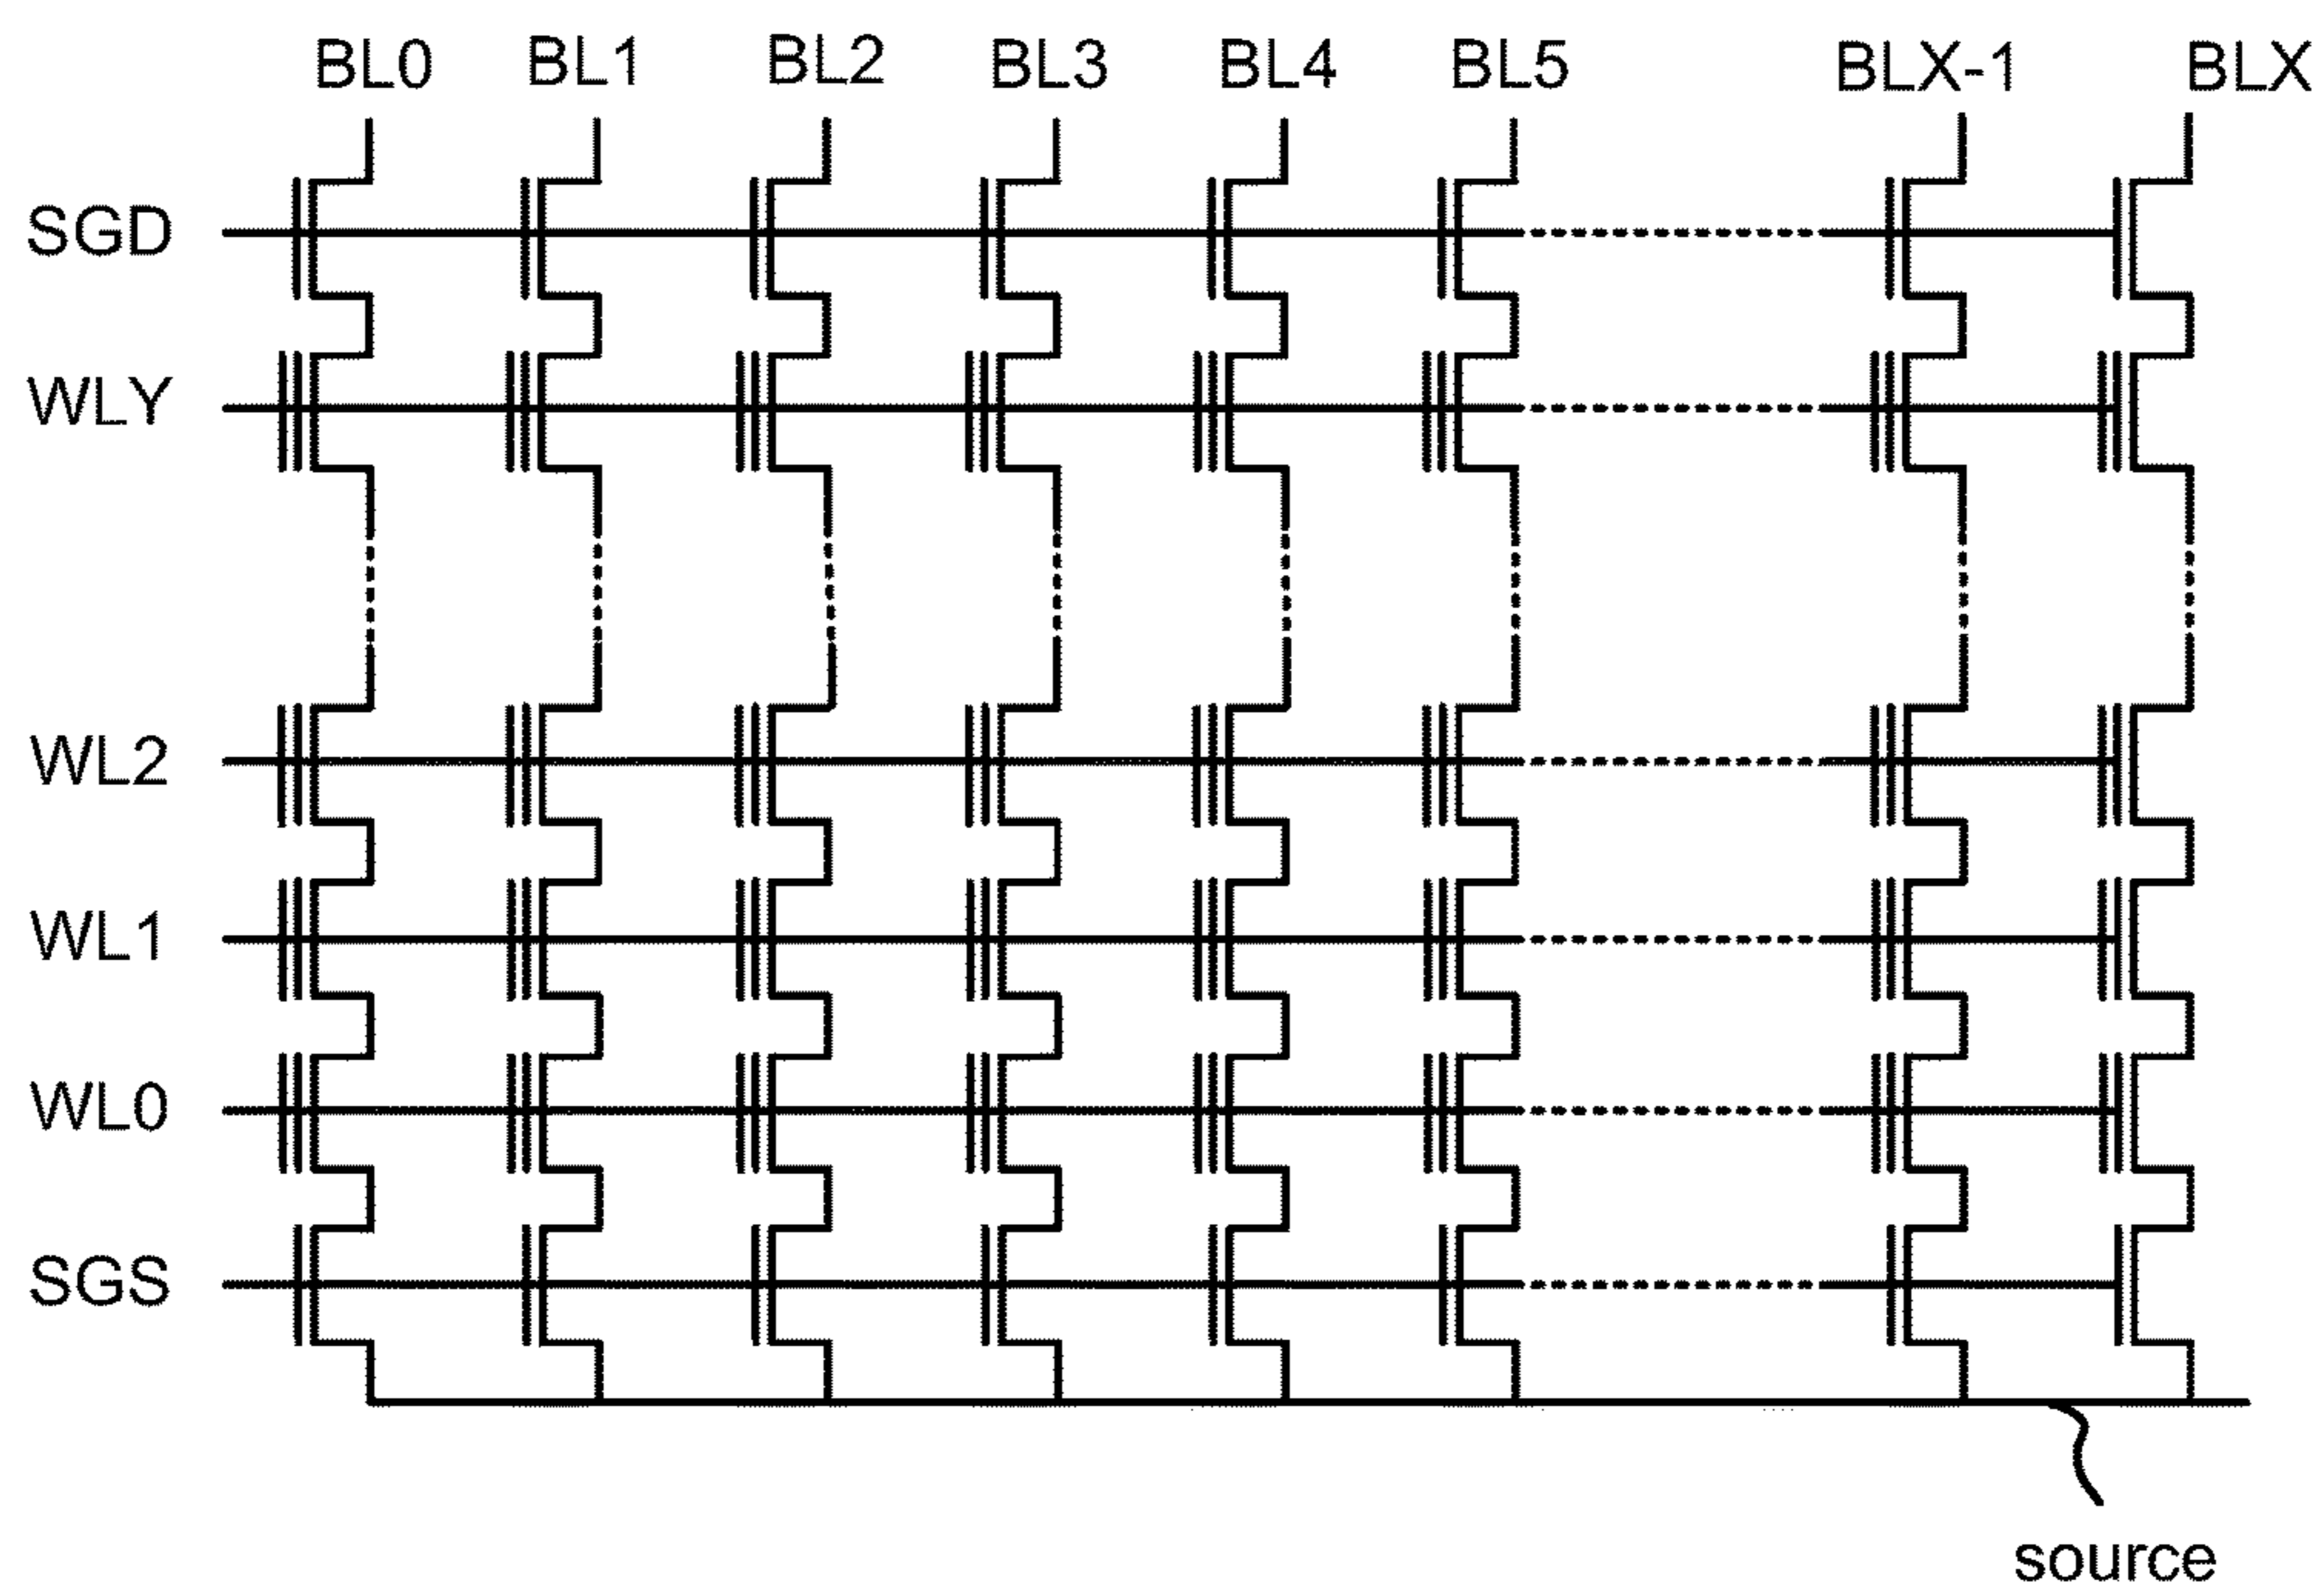 BL0 BL1 BL2 BL3 BL4 BL5 BLX-1 BLX
SGD
WLY
WL2
WL1
WL0
SGS
source